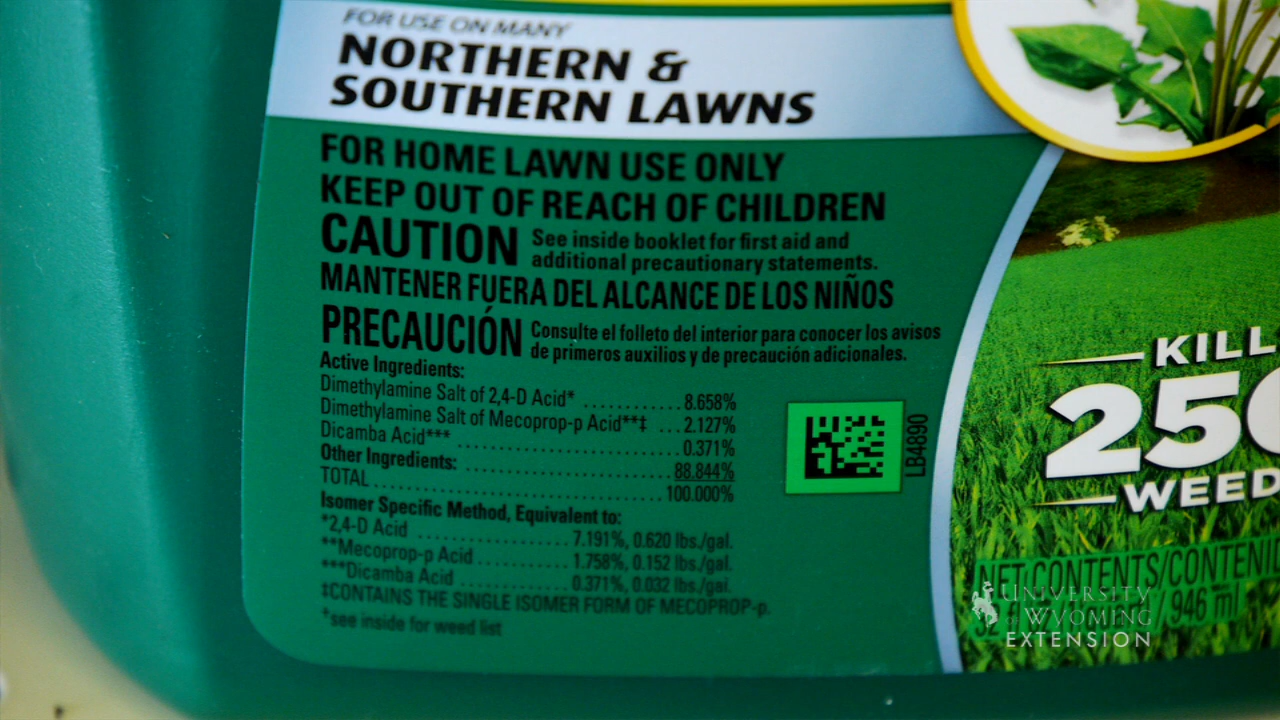 FOR USE ON MANY
NORTHERN &
SOUTHERN LAWNS
FOR HOME LAWN USE ONLY
KEEP OUT OF REACH OF CHILDREN
CAUTION See inside booklet for first aid and
additional precautionary statements.
MANTENER FUERA DEL ALCANCE DE LOS NIÑOS
PRECAUCIÓN Consulte el folleto del interior para conocer los avisos
de primeros auxilios y de precaución adicionales.
Active Ingredients:
Dimethylamine Salt of 2,4-D Acid* ............ 8.658%
Dimethylamine Salt of Mecoprop-p Acid**‡ ... 2.127%
Dicamba Acid*** ............ 0.371%
Other Ingredients: ............ 88.844%
TOTAL ............ 100.000%
Isomer Specific Method, Equivalent to:
*2,4-D Acid ............ 7.191%, 0.620 lbs./gal.
**Mecoprop-p Acid ............ 1.758%, 0.152 lbs./gal.
***Dicamba Acid ............ 0.371%, 0.032 lbs./gal.
‡CONTAINS THE SINGLE ISOMER FORM OF MECOPROP-p.
†see inside for weed list
LB4890
KILL
250
WEED
NET CONTENTS/CONTENI
946 ml
UNIVERSITY
OF WYOMING
EXTENSION